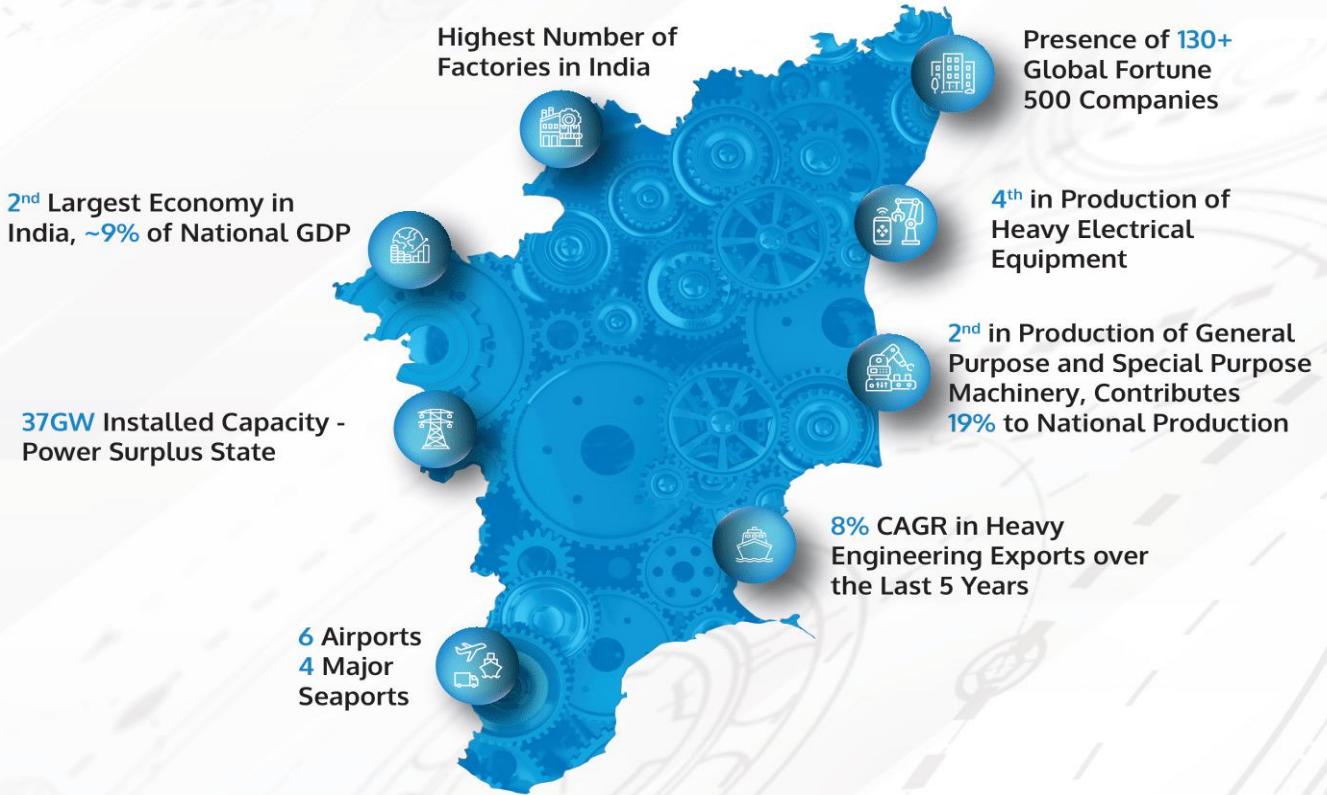 Highest Number of
Factories in India
Presence of 130+
Global Fortune
500 Companies
2nd Largest Economy in
India, ~9% of National GDP
4th in Production of
Heavy Electrical
Equipment
2nd in Production of General
Purpose and Special Purpose
Machinery, Contributes
19% to National Production
37GW Installed Capacity -
Power Surplus State
8% CAGR in Heavy
Engineering Exports over
the Last 5 Years
6 Airports
4 Major
Seaports